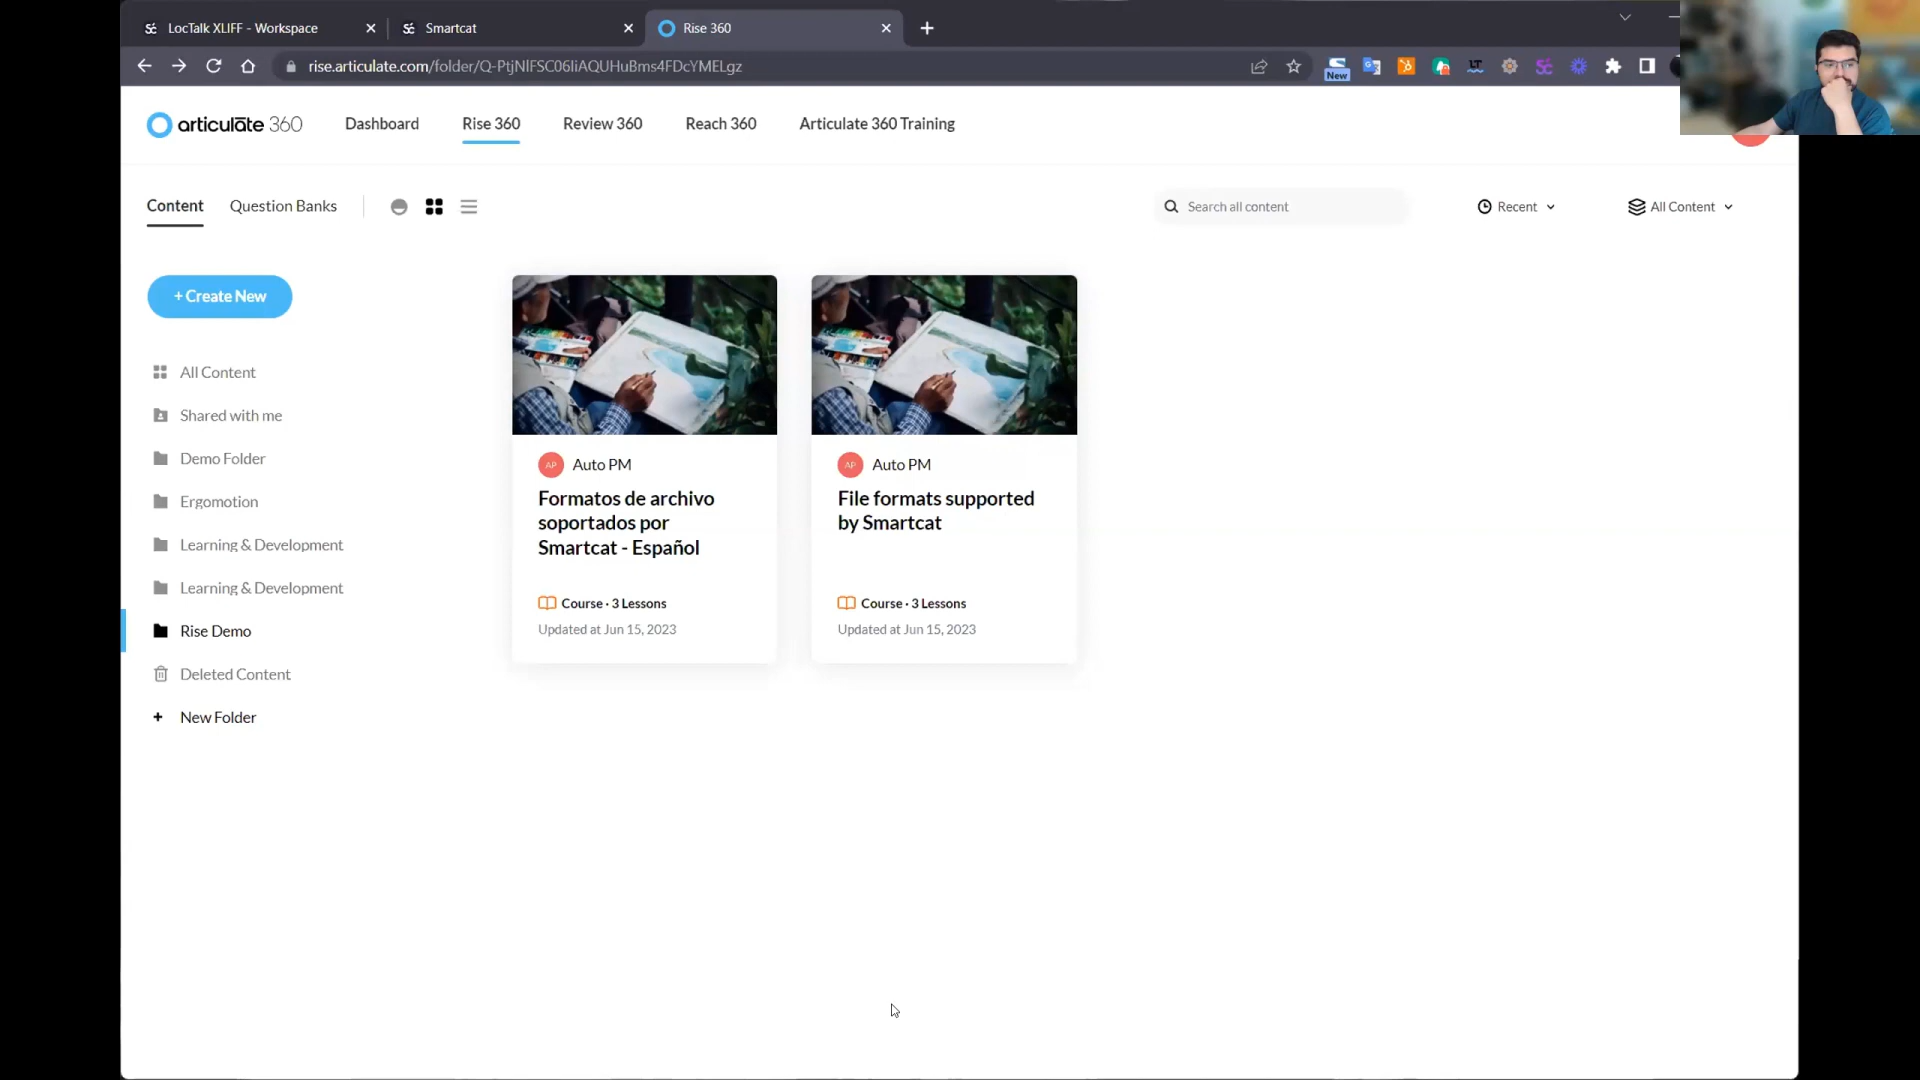 LocTalk XLIFF - Workspace
Smartcat
Rise 360
rise.articulate.com/folder/Q-PtjNlFSC06liAQUHuBms4FDcYMELgz
New
articulate 360
Dashboard
Rise 360
Review 360
Reach 360
Articulate 360 Training
Content
Question Banks
Search all content
Recent
All Content
+ Create New
All Content
Shared with me
Demo Folder
Ergomotion
Learning & Development
Learning & Development
Rise Demo
Deleted Content
+ New Folder
AP Auto PM
Formatos de archivo
soportados por
Smartcat - Español
Course · 3 Lessons
Updated at Jun 15, 2023
AP Auto PM
File formats supported
by Smartcat
Course · 3 Lessons
Updated at Jun 15, 2023